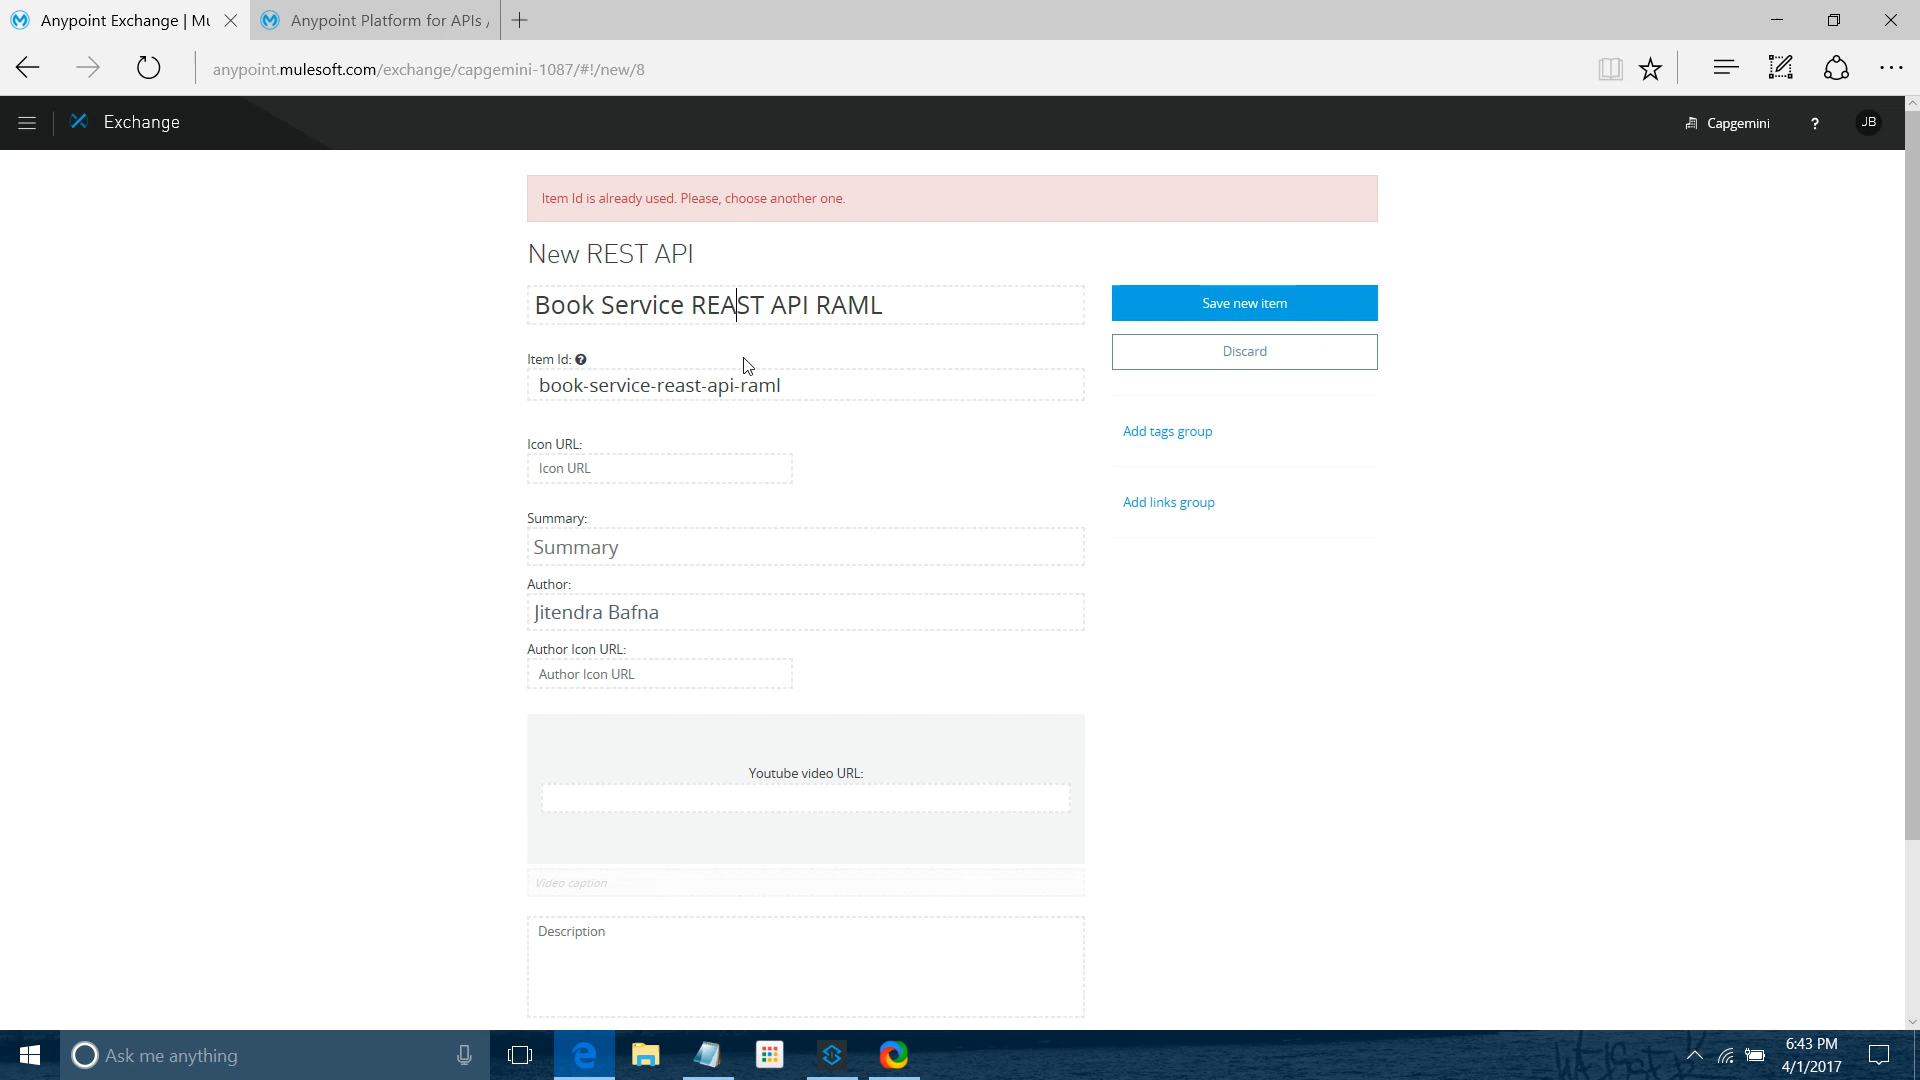 Anypoint Exchange | Mu
Anypoint Platform for APIs
anypoint.mulesoft.com/exchange/capgemini-1087/#!/new/8
Exchange
Capgemini
?
JB
Item Id is already used. Please, choose another one.
New REST API
Book Service REAST API RAML
Save new item
Item Id:
book-service-reast-api-raml
Discard
Add tags group
Icon URL:
Icon URL
Add links group
Summary:
Summary
Author:
Jitendra Bafna
Author Icon URL:
Author Icon URL
Youtube video URL:
Video caption
Description
Ask me anything
6:43 PM
4/1/2017